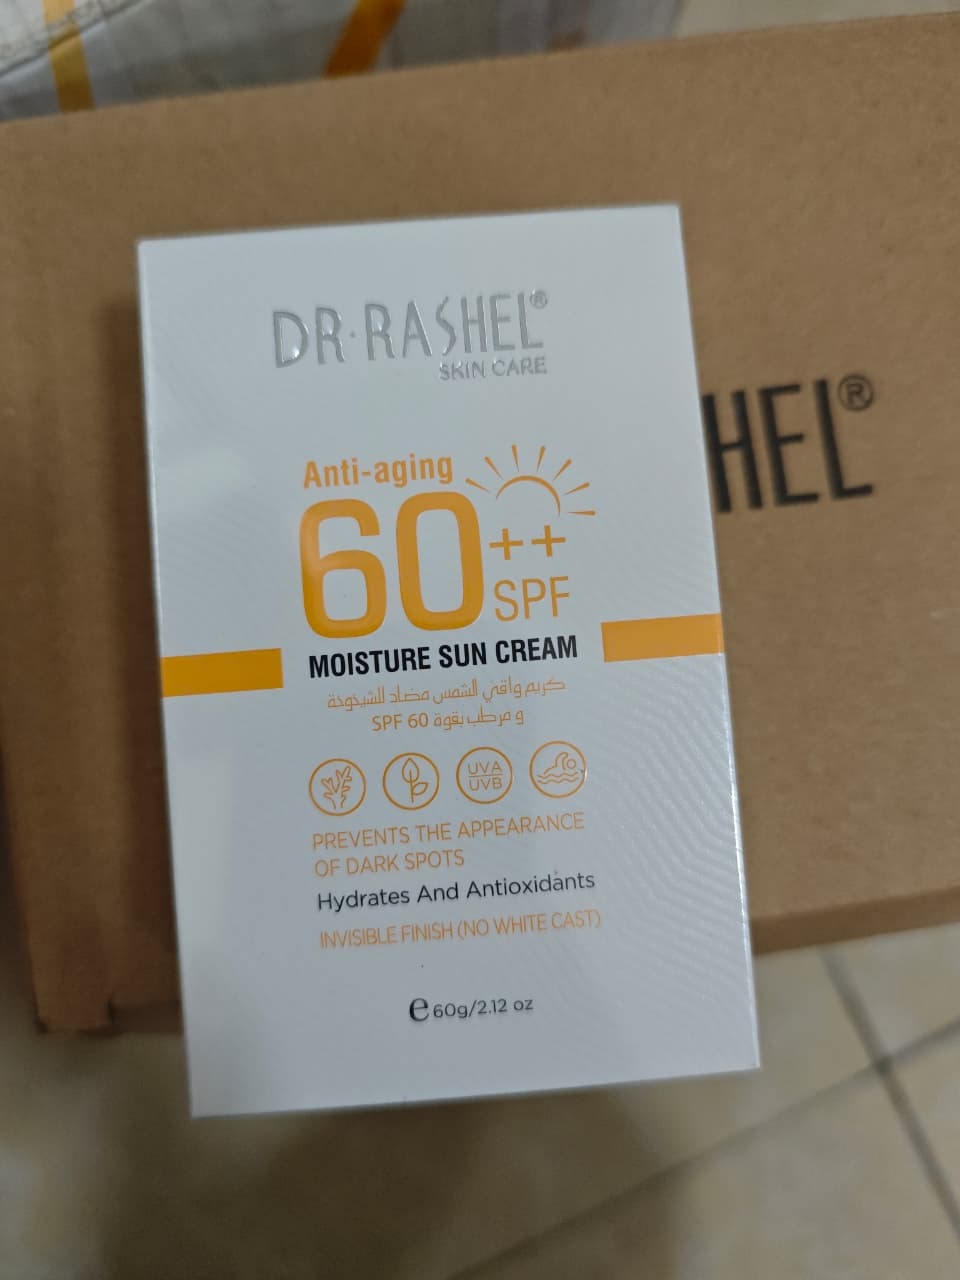 DR·RASHEL®
SKIN CARE
HEL®
Anti-aging
60++
SPF
MOISTURE SUN CREAM
كريم واقي الشمس مضاد للشيخوخة
و مرطب بقوة SPF 60
UVA
UVB
PREVENTS THE APPEARANCE
OF DARK SPOTS
Hydrates And Antioxidants
INVISIBLE FINISH (NO WHITE CAST)
e 60g/2.12 oz